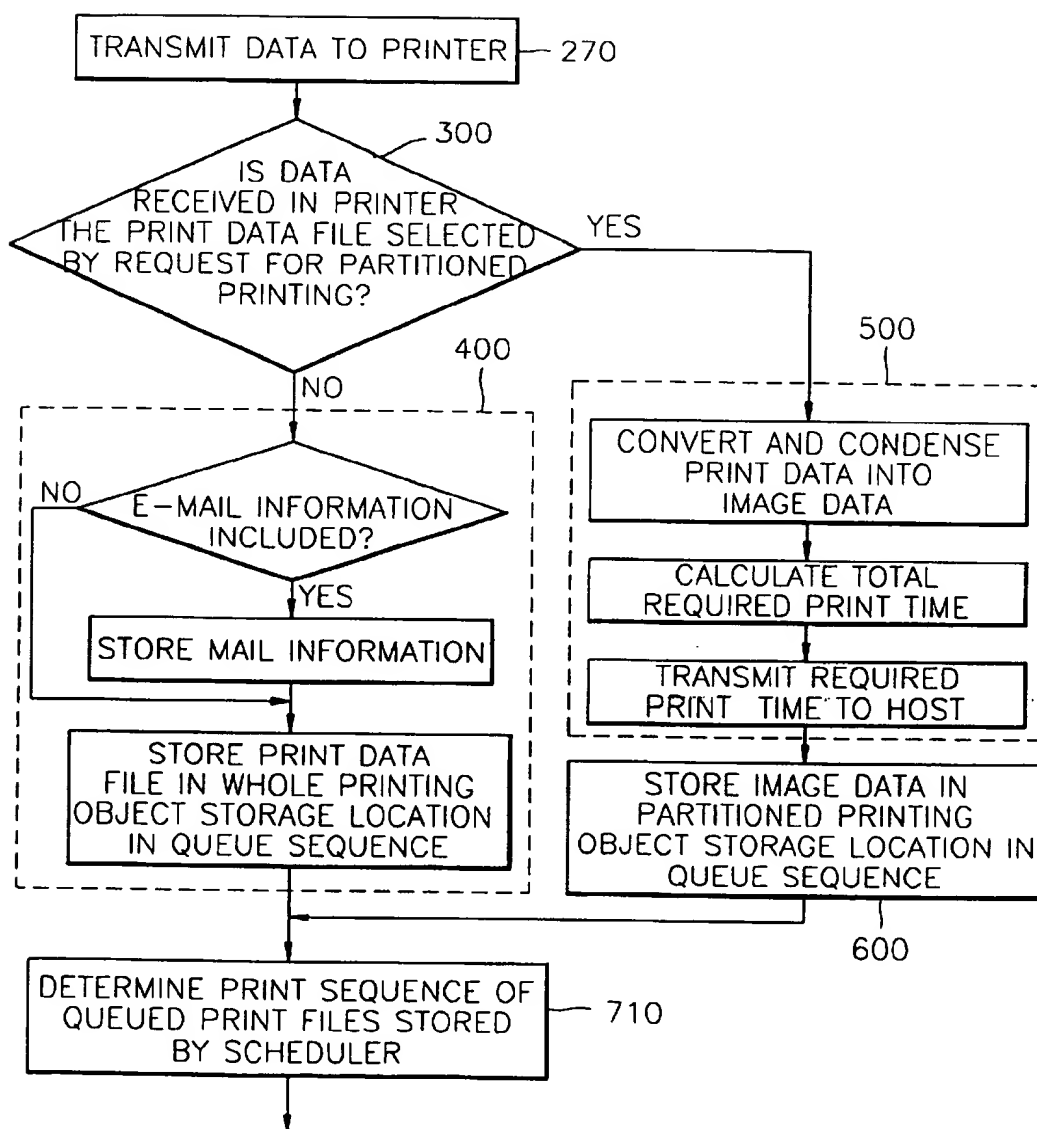 TRANSMIT DATA TO PRINTER
270
300
IS DATA
RECEIVED IN PRINTER
THE PRINT DATA FILE SELECTED
BY REQUEST FOR PARTITIONED
PRINTING?
YES
NO
400
500
E-MAIL INFORMATION
INCLUDED?
NO
YES
STORE MAIL INFORMATION
STORE PRINT DATA
FILE IN WHOLE PRINTING
OBJECT STORAGE LOCATION
IN QUEUE SEQUENCE
CONVERT AND CONDENSE
PRINT DATA INTO
IMAGE DATA
CALCULATE TOTAL
REQUIRED PRINT TIME
TRANSMIT REQUIRED
PRINT TIME TO HOST
STORE IMAGE DATA IN
PARTITIONED PRINTING
OBJECT STORAGE LOCATION IN
QUEUE SEQUENCE
600
DETERMINE PRINT SEQUENCE OF
QUEUED PRINT FILES STORED
BY SCHEDULER
710